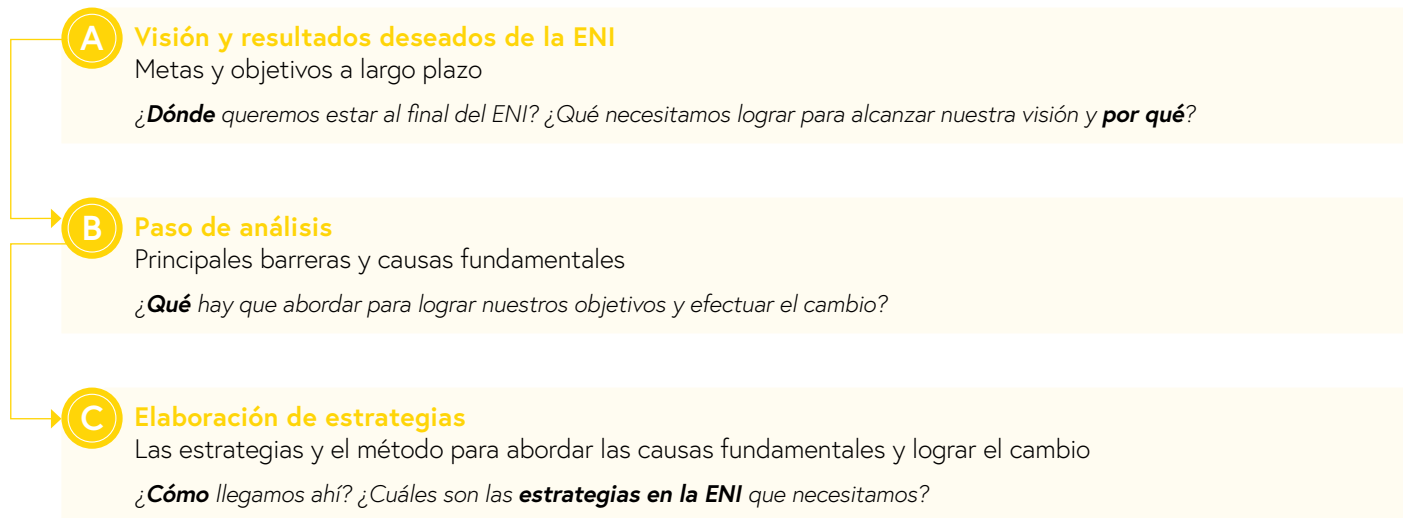 A
Visión y resultados deseados de la ENI
Metas y objetivos a largo plazo
¿Dónde queremos estar al final del ENI? ¿Qué necesitamos lograr para alcanzar nuestra visión y por qué?
B
Paso de análisis
Principales barreras y causas fundamentales
¿Qué hay que abordar para lograr nuestros objetivos y efectuar el cambio?
C
Elaboración de estrategias
Las estrategias y el método para abordar las causas fundamentales y lograr el cambio
¿Cómo llegamos ahí? ¿Cuáles son las estrategias en la ENI que necesitamos?